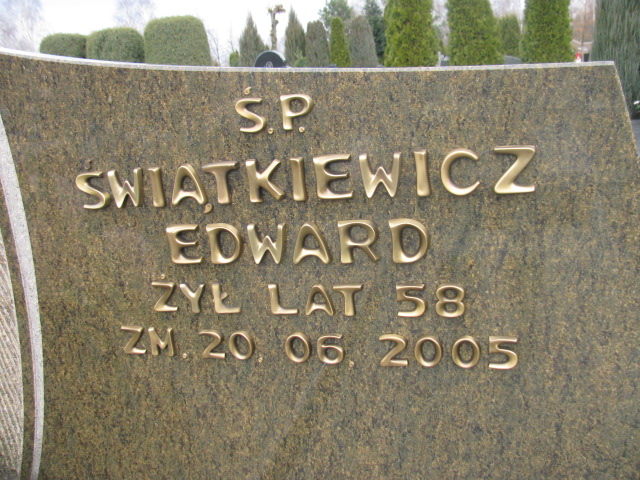 Ś.P.
ŚWIĄTKIEWICZ
EDWARD
ŻYŁ LAT 58
ZM. 20 06. 2005